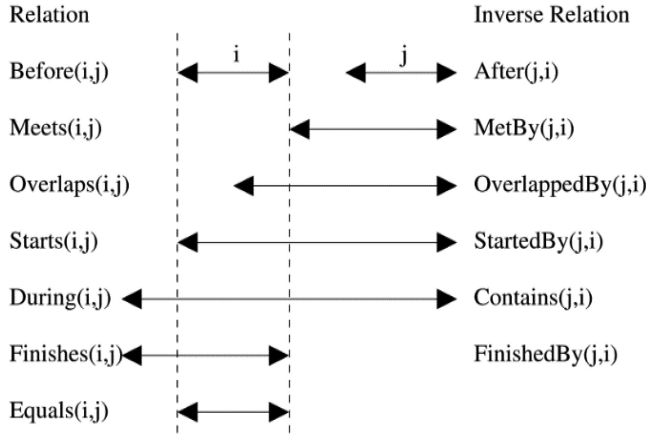 Relation Inverse Relation
i j
Before(i,j) After(j,i)
Meets(i,j) MetBy(j,i)
Overlaps(i,j) OverlappedBy(j,i)
Starts(i,j) StartedBy(j,i)
During(i,j) Contains(j,i)
Finishes(i,j) FinishedBy(j,i)
Equals(i,j)